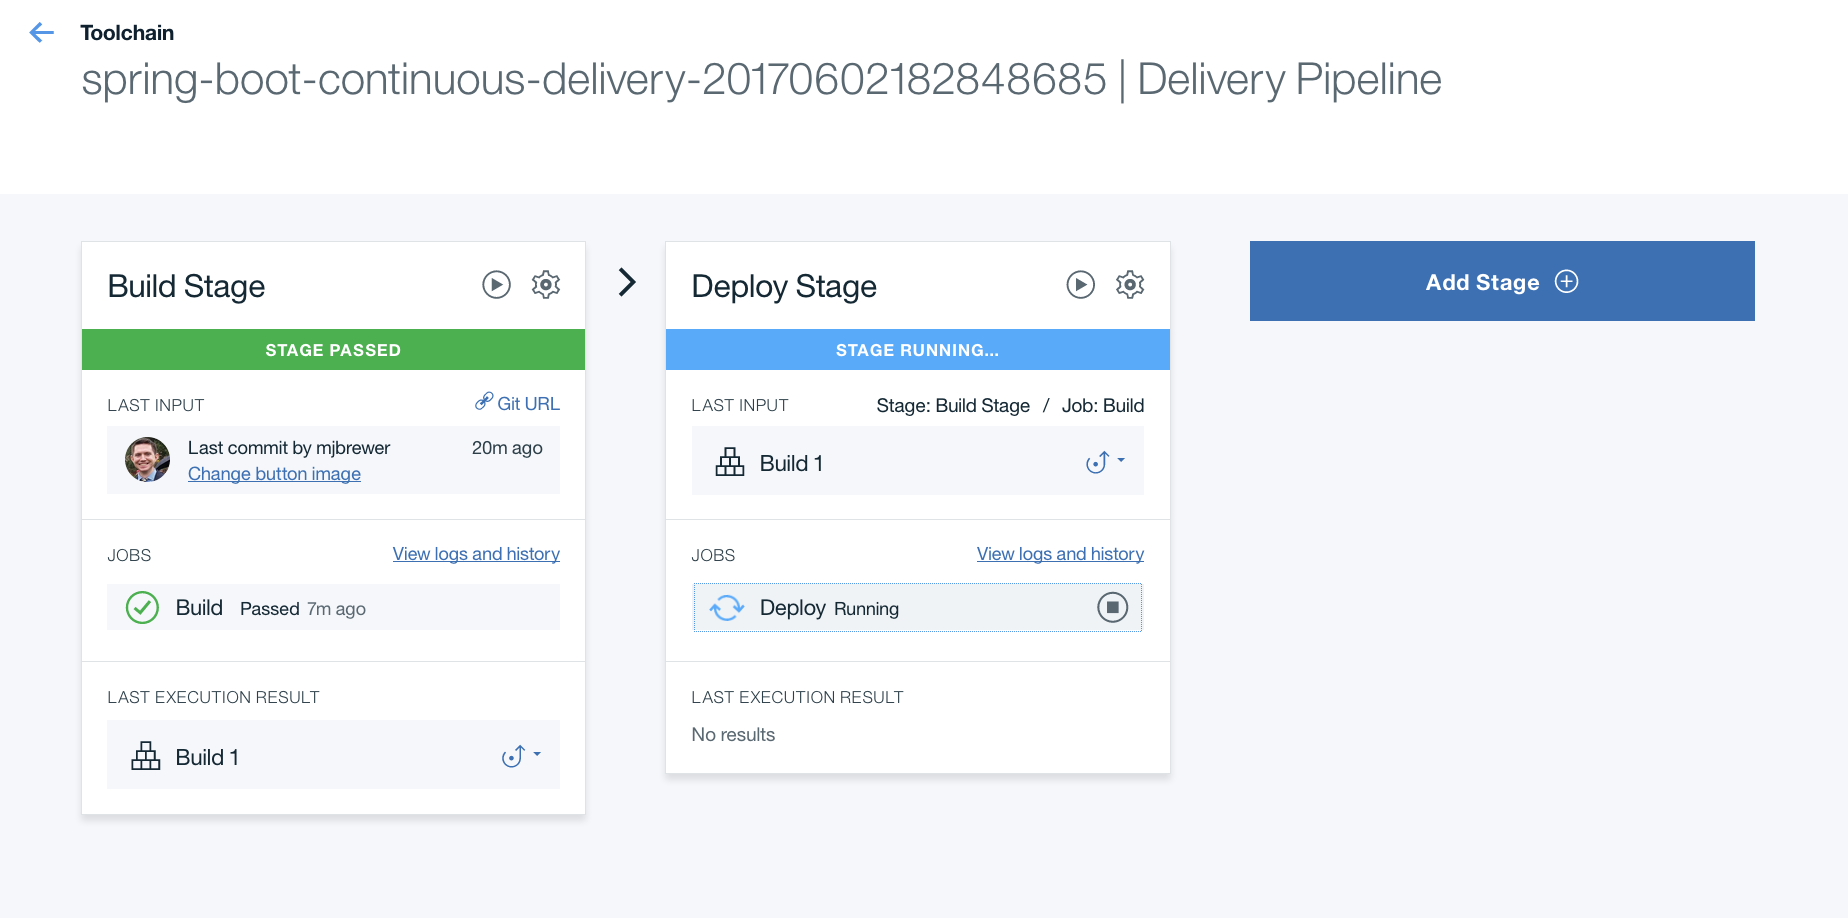 Toolchain
spring-boot-continuous-delivery-20170602182848685 | Delivery Pipeline
Build Stage
STAGE PASSED
LAST INPUT Git URL
Last commit by mjbrewer 20m ago
Change button image
JOBS View logs and history
Build Passed 7m ago
LAST EXECUTION RESULT
Build 1
Deploy Stage
STAGE RUNNING...
LAST INPUT Stage: Build Stage / Job: Build
Build 1
JOBS View logs and history
Deploy Running
LAST EXECUTION RESULT
No results
Add Stage